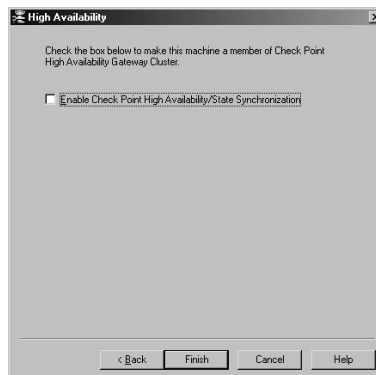 High Availability
Check the box below to make this machine a member of Check Point
High Availability Gateway Cluster.
Enable Check Point High Availability/State Synchronization
< Back
Finish
Cancel
Help